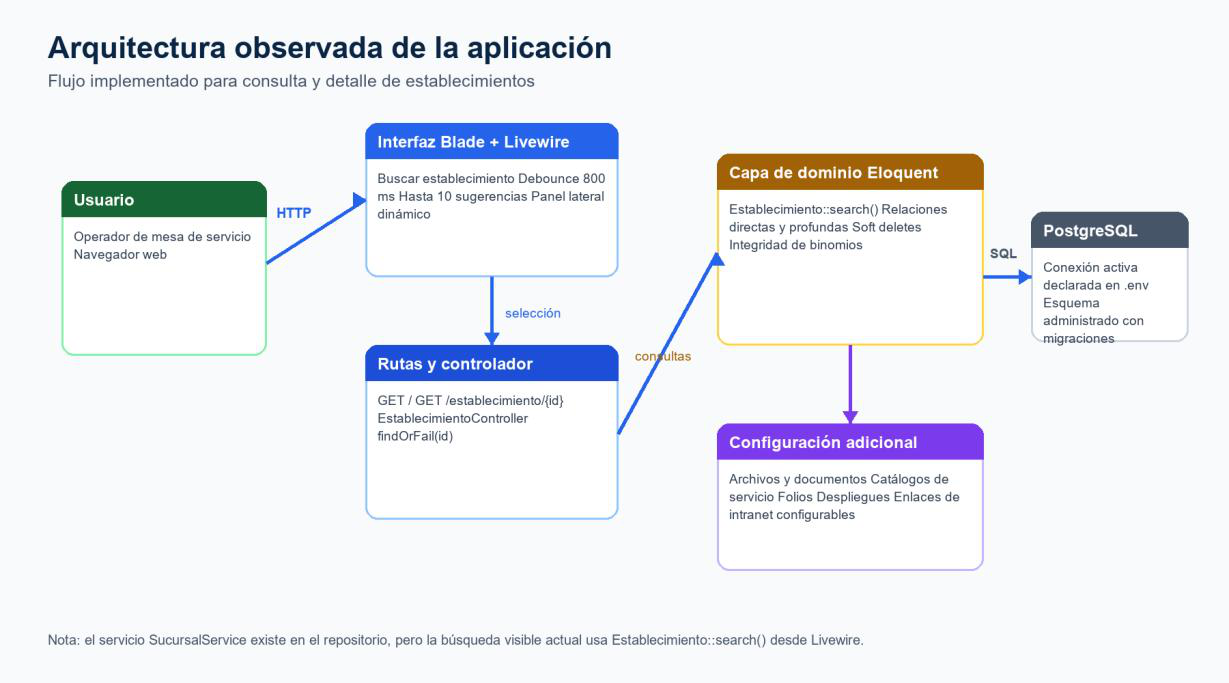 Arquitectura observada de la aplicación
Flujo implementado para consulta y detalle de establecimientos
Usuario
Operador de mesa de servicio
Navegador web
HTTP
Interfaz Blade + Livewire
Buscar establecimiento Debounce 800
ms Hasta 10 sugerencias Panel lateral
dinámico
selección
Rutas y controlador
GET / GET /establecimiento/{id}
EstablecimientoController
findOrFail(id)
consultas
Capa de dominio Eloquent
Establecimiento::search() Relaciones
directas y profundas Soft deletes
Integridad de binomios
SQL
PostgreSQL
Conexión activa
declarada en .env
Esquema
administrado con
migraciones
Configuración adicional
Archivos y documentos Catálogos de
servicio Folios Despliegues Enlaces de
intranet configurables
Nota: el servicio SucursalService existe en el repositorio, pero la búsqueda visible actual usa Establecimiento::search() desde Livewire.